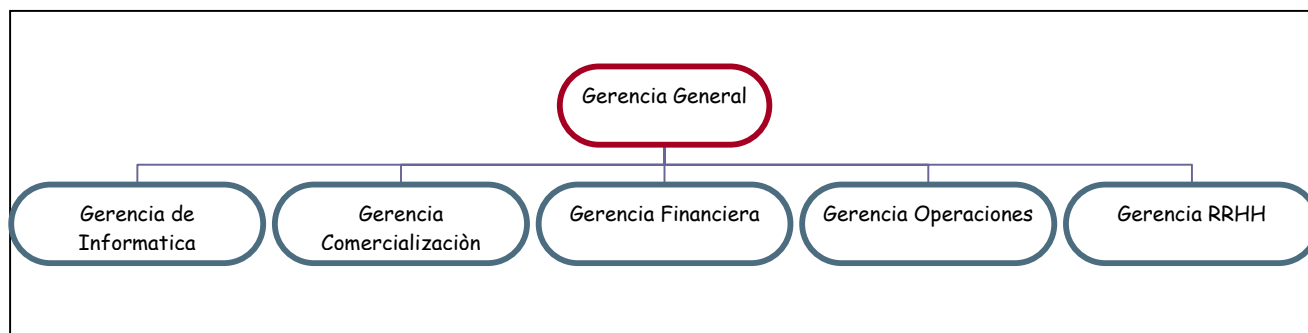 Gerencia General
Gerencia de
Informatica
Gerencia
Comercializaciòn
Gerencia Financiera
Gerencia Operaciones
Gerencia RRHH